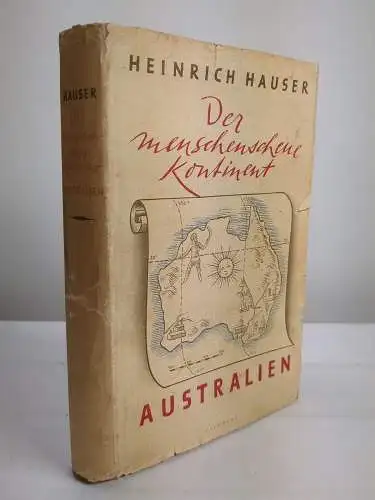 HEINRICH HAUSER
Der
menschenscheue
Kontinent
AUSTRALIEN
HAUSER